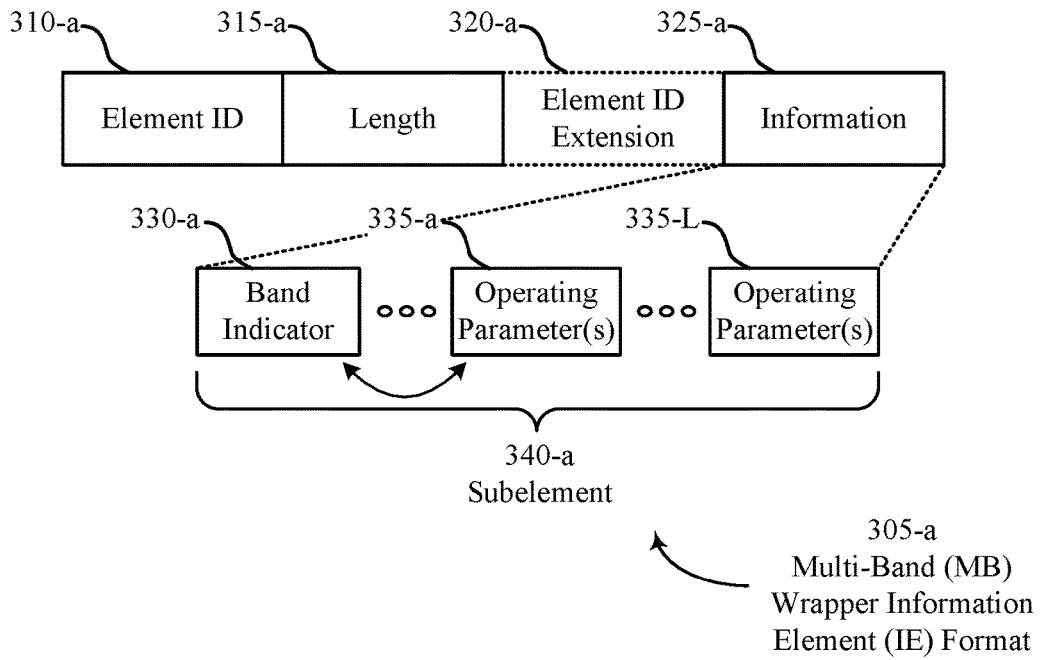 310-a 315-a 320-a 325-a
Element ID Length Element ID Extension Information
330-a 335-a 335-L
Band Indicator Operating Parameter(s) Operating Parameter(s)
340-a
Subelement
305-a
Multi-Band (MB)
Wrapper Information
Element (IE) Format